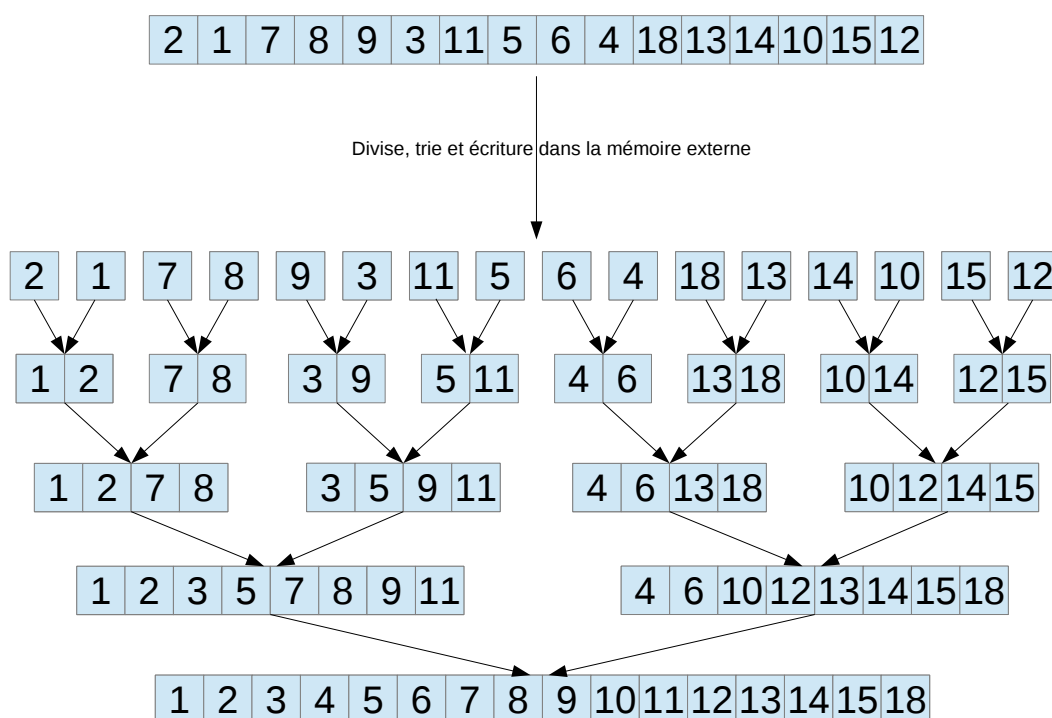 2 1 7 8 9 3 11 5 6 4 18 13 14 10 15 12
Divise, trie et écriture dans la mémoire externe
2 1 7 8 9 3 11 5 6 4 18 13 14 10 15 12
1 2 7 8 3 9 5 11 4 6 13 18 10 14 12 15
1 2 7 8 3 5 9 11 4 6 13 18 10 12 14 15
1 2 3 5 7 8 9 11 4 6 10 12 13 14 15 18
1 2 3 4 5 6 7 8 9 10 11 12 13 14 15 18